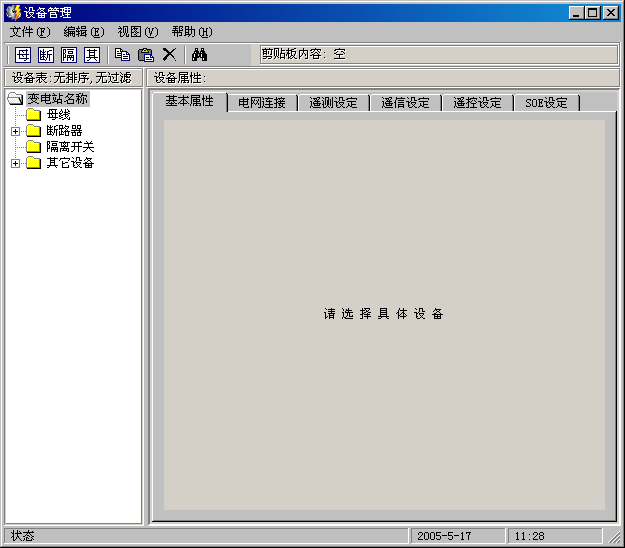 设备管理
文件(F) 编辑(E) 视图(V) 帮助(H)
母 断 隔 其 剪贴板内容: 空
设备表:无排序,无过滤 设备属性:
基本属性 电网连接 遥测设定 遥信设定 遥控设定 SOE设定
变电站名称
母线
断路器
隔离开关
其它设备
请选择具体设备
状态 2005-5-17 11:28